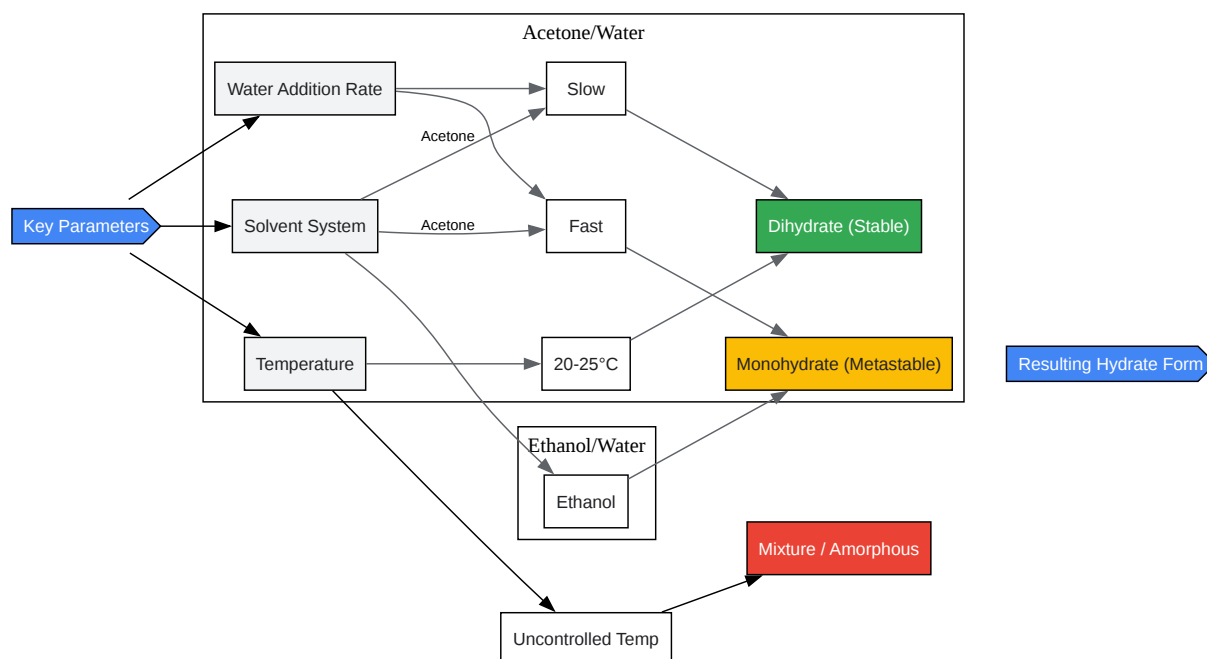 Acetone/Water
Water Addition Rate
Slow
Acetone
Key Parameters
Solvent System
Acetone
Fast
Dihydrate (Stable)
Temperature
20-25°C
Monohydrate (Metastable)
Resulting Hydrate Form
Ethanol/Water
Ethanol
Mixture / Amorphous
Uncontrolled Temp